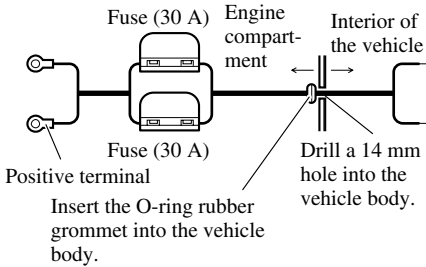 Fuse (30 A)
Engine
compart-
ment
Interior of
the vehicle
Fuse (30 A)
Positive terminal
Drill a 14 mm
hole into the
vehicle body.
Insert the O-ring rubber
grommet into the vehicle
body.